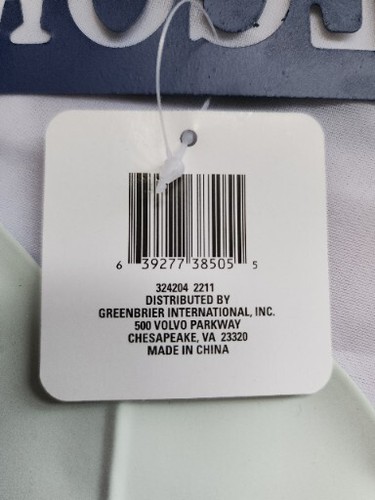 6 39277 38505 5
324204 2211
DISTRIBUTED BY
GREENBRIER INTERNATIONAL, INC.
500 VOLVO PARKWAY
CHESAPEAKE, VA 23320
MADE IN CHINA